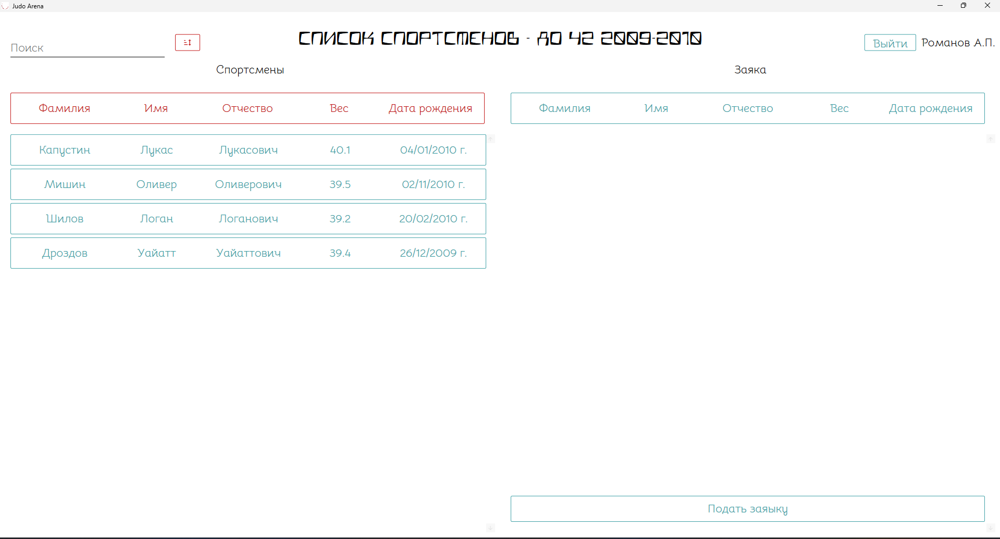 Judo Arena
Поиск
СПИСОК СПОРТСМЕНОВ - ДО 42 2009-2010
Выйти Романов А.П.
Спортсмены
Заяка
Фамилия Имя Отчество Вес Дата рождения
Капустин Лукас Лукасович 40.1 04/01/2010 г.
Мишин Оливер Оливерович 39.5 02/11/2010 г.
Шилов Логан Логанович 39.2 20/02/2010 г.
Дроздов Уайатт Уайаттович 39.4 26/12/2009 г.
Фамилия Имя Отчество Вес Дата рождения
Подать заяыку